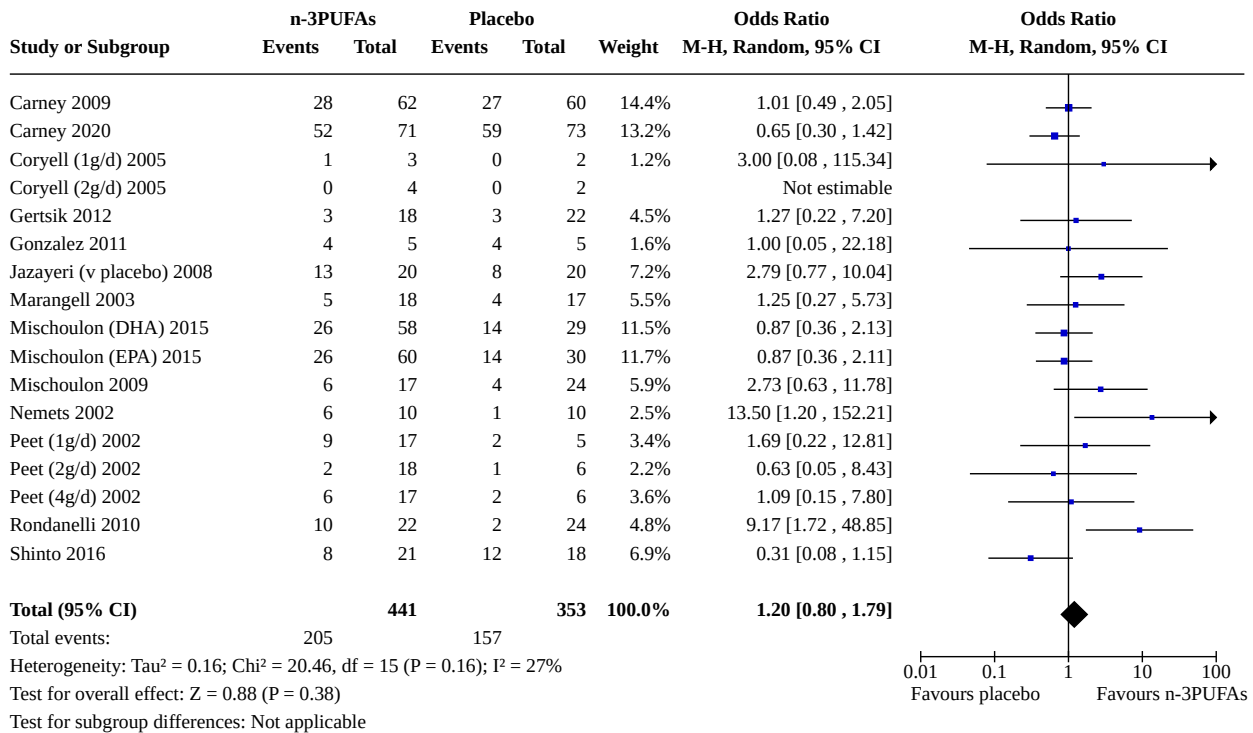 n-3PUFAs Placebo Odds Ratio Odds Ratio
Study or Subgroup Events Total Events Total Weight M-H, Random, 95% CI M-H, Random, 95% CI
Carney 2009 28 62 27 60 14.4% 1.01 [0.49 , 2.05]
Carney 2020 52 71 59 73 13.2% 0.65 [0.30 , 1.42]
Coryell (1g/d) 2005 1 3 0 2 1.2% 3.00 [0.08 , 115.34]
Coryell (2g/d) 2005 0 4 0 2 Not estimable
Gertsik 2012 3 18 3 22 4.5% 1.27 [0.22 , 7.20]
Gonzalez 2011 4 5 4 5 1.6% 1.00 [0.05 , 22.18]
Jazayeri (v placebo) 2008 13 20 8 20 7.2% 2.79 [0.77 , 10.04]
Marangell 2003 5 18 4 17 5.5% 1.25 [0.27 , 5.73]
Mischoulon (DHA) 2015 26 58 14 29 11.5% 0.87 [0.36 , 2.13]
Mischoulon (EPA) 2015 26 60 14 30 11.7% 0.87 [0.36 , 2.11]
Mischoulon 2009 6 17 4 24 5.9% 2.73 [0.63 , 11.78]
Nemets 2002 6 10 1 10 2.5% 13.50 [1.20 , 152.21]
Peet (1g/d) 2002 9 17 2 5 3.4% 1.69 [0.22 , 12.81]
Peet (2g/d) 2002 2 18 1 6 2.2% 0.63 [0.05 , 8.43]
Peet (4g/d) 2002 6 17 2 6 3.6% 1.09 [0.15 , 7.80]
Rondanelli 2010 10 22 2 24 4.8% 9.17 [1.72 , 48.85]
Shinto 2016 8 21 12 18 6.9% 0.31 [0.08 , 1.15]
Total (95% CI) 441 353 100.0% 1.20 [0.80 , 1.79]
Total events: 205 157
Heterogeneity: Tau² = 0.16; Chi² = 20.46, df = 15 (P = 0.16); I² = 27%
0.01 0.1 1 10 100
Test for overall effect: Z = 0.88 (P = 0.38)
Favours placebo Favours n-3PUFAs
Test for subgroup differences: Not applicable